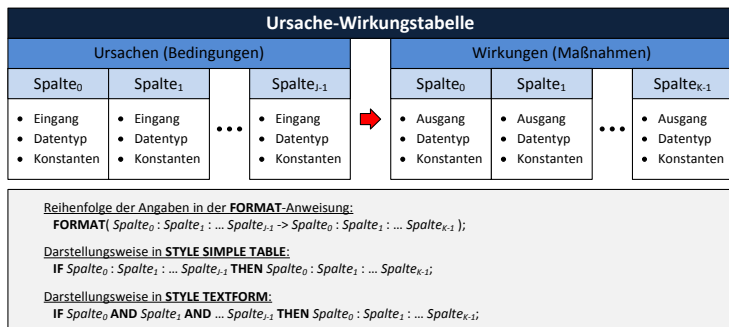 Ursache-Wirkungstabelle
Ursachen (Bedingungen) Wirkungen (Maßnahmen)
Spalte0 Spalte1 SpalteJ-1 Spalte0 Spalte1 SpalteK-1
• Eingang • Eingang • Eingang • Ausgang • Ausgang • Ausgang
• Datentyp • Datentyp ••• • Datentyp • Datentyp • Datentyp ••• • Datentyp
• Konstanten • Konstanten • Konstanten • Konstanten • Konstanten • Konstanten
Reihenfolge der Angaben in der FORMAT-Anweisung:
FORMAT( Spalte0 : Spalte1 : … SpalteJ-1 -> Spalte0 : Spalte1 : … SpalteK-1 );
Darstellungsweise in STYLE SIMPLE TABLE:
IF Spalte0 : Spalte1 : … SpalteJ-1 THEN Spalte0 : Spalte1 : … SpalteK-1;
Darstellungsweise in STYLE TEXTFORM:
IF Spalte0 AND Spalte1 AND … SpalteJ-1 THEN Spalte0 : Spalte1 : … SpalteK-1;